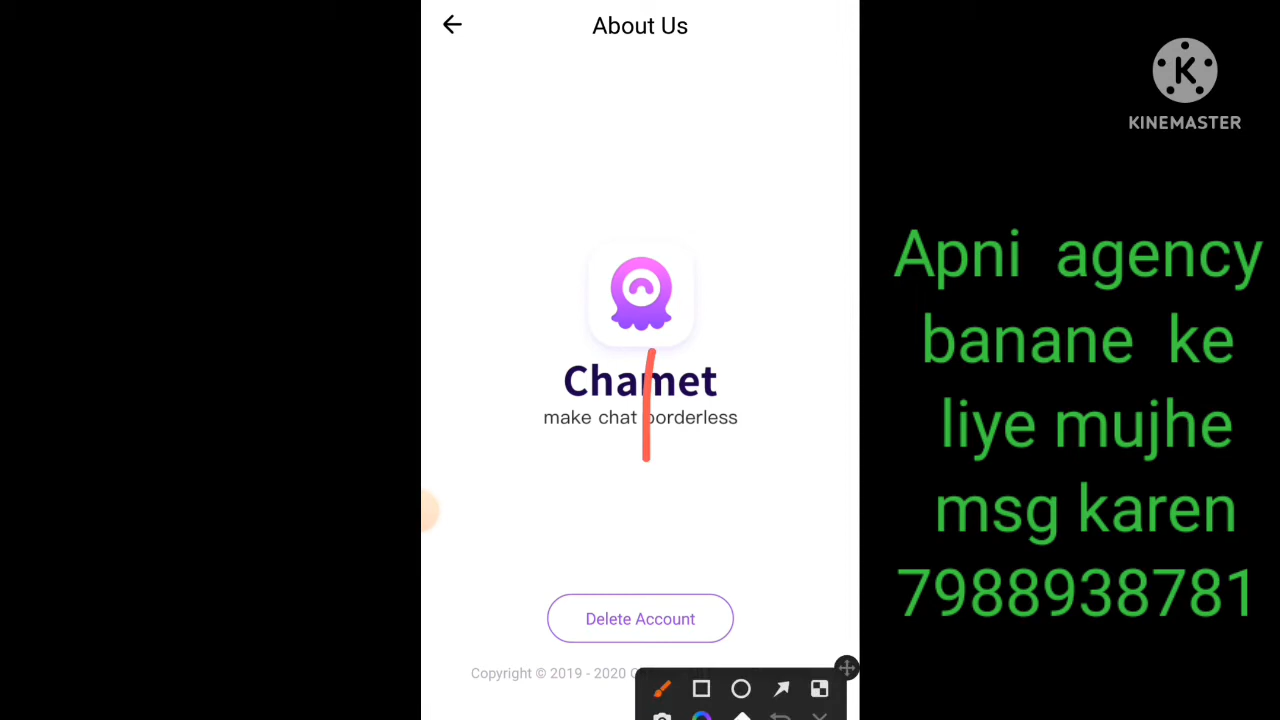 About Us
KINEMASTER
Chamet
make chat borderless
Delete Account
Copyright © 2019 - 2020
Apni agency
banane ke
liye mujhe
msg karen
7988938781